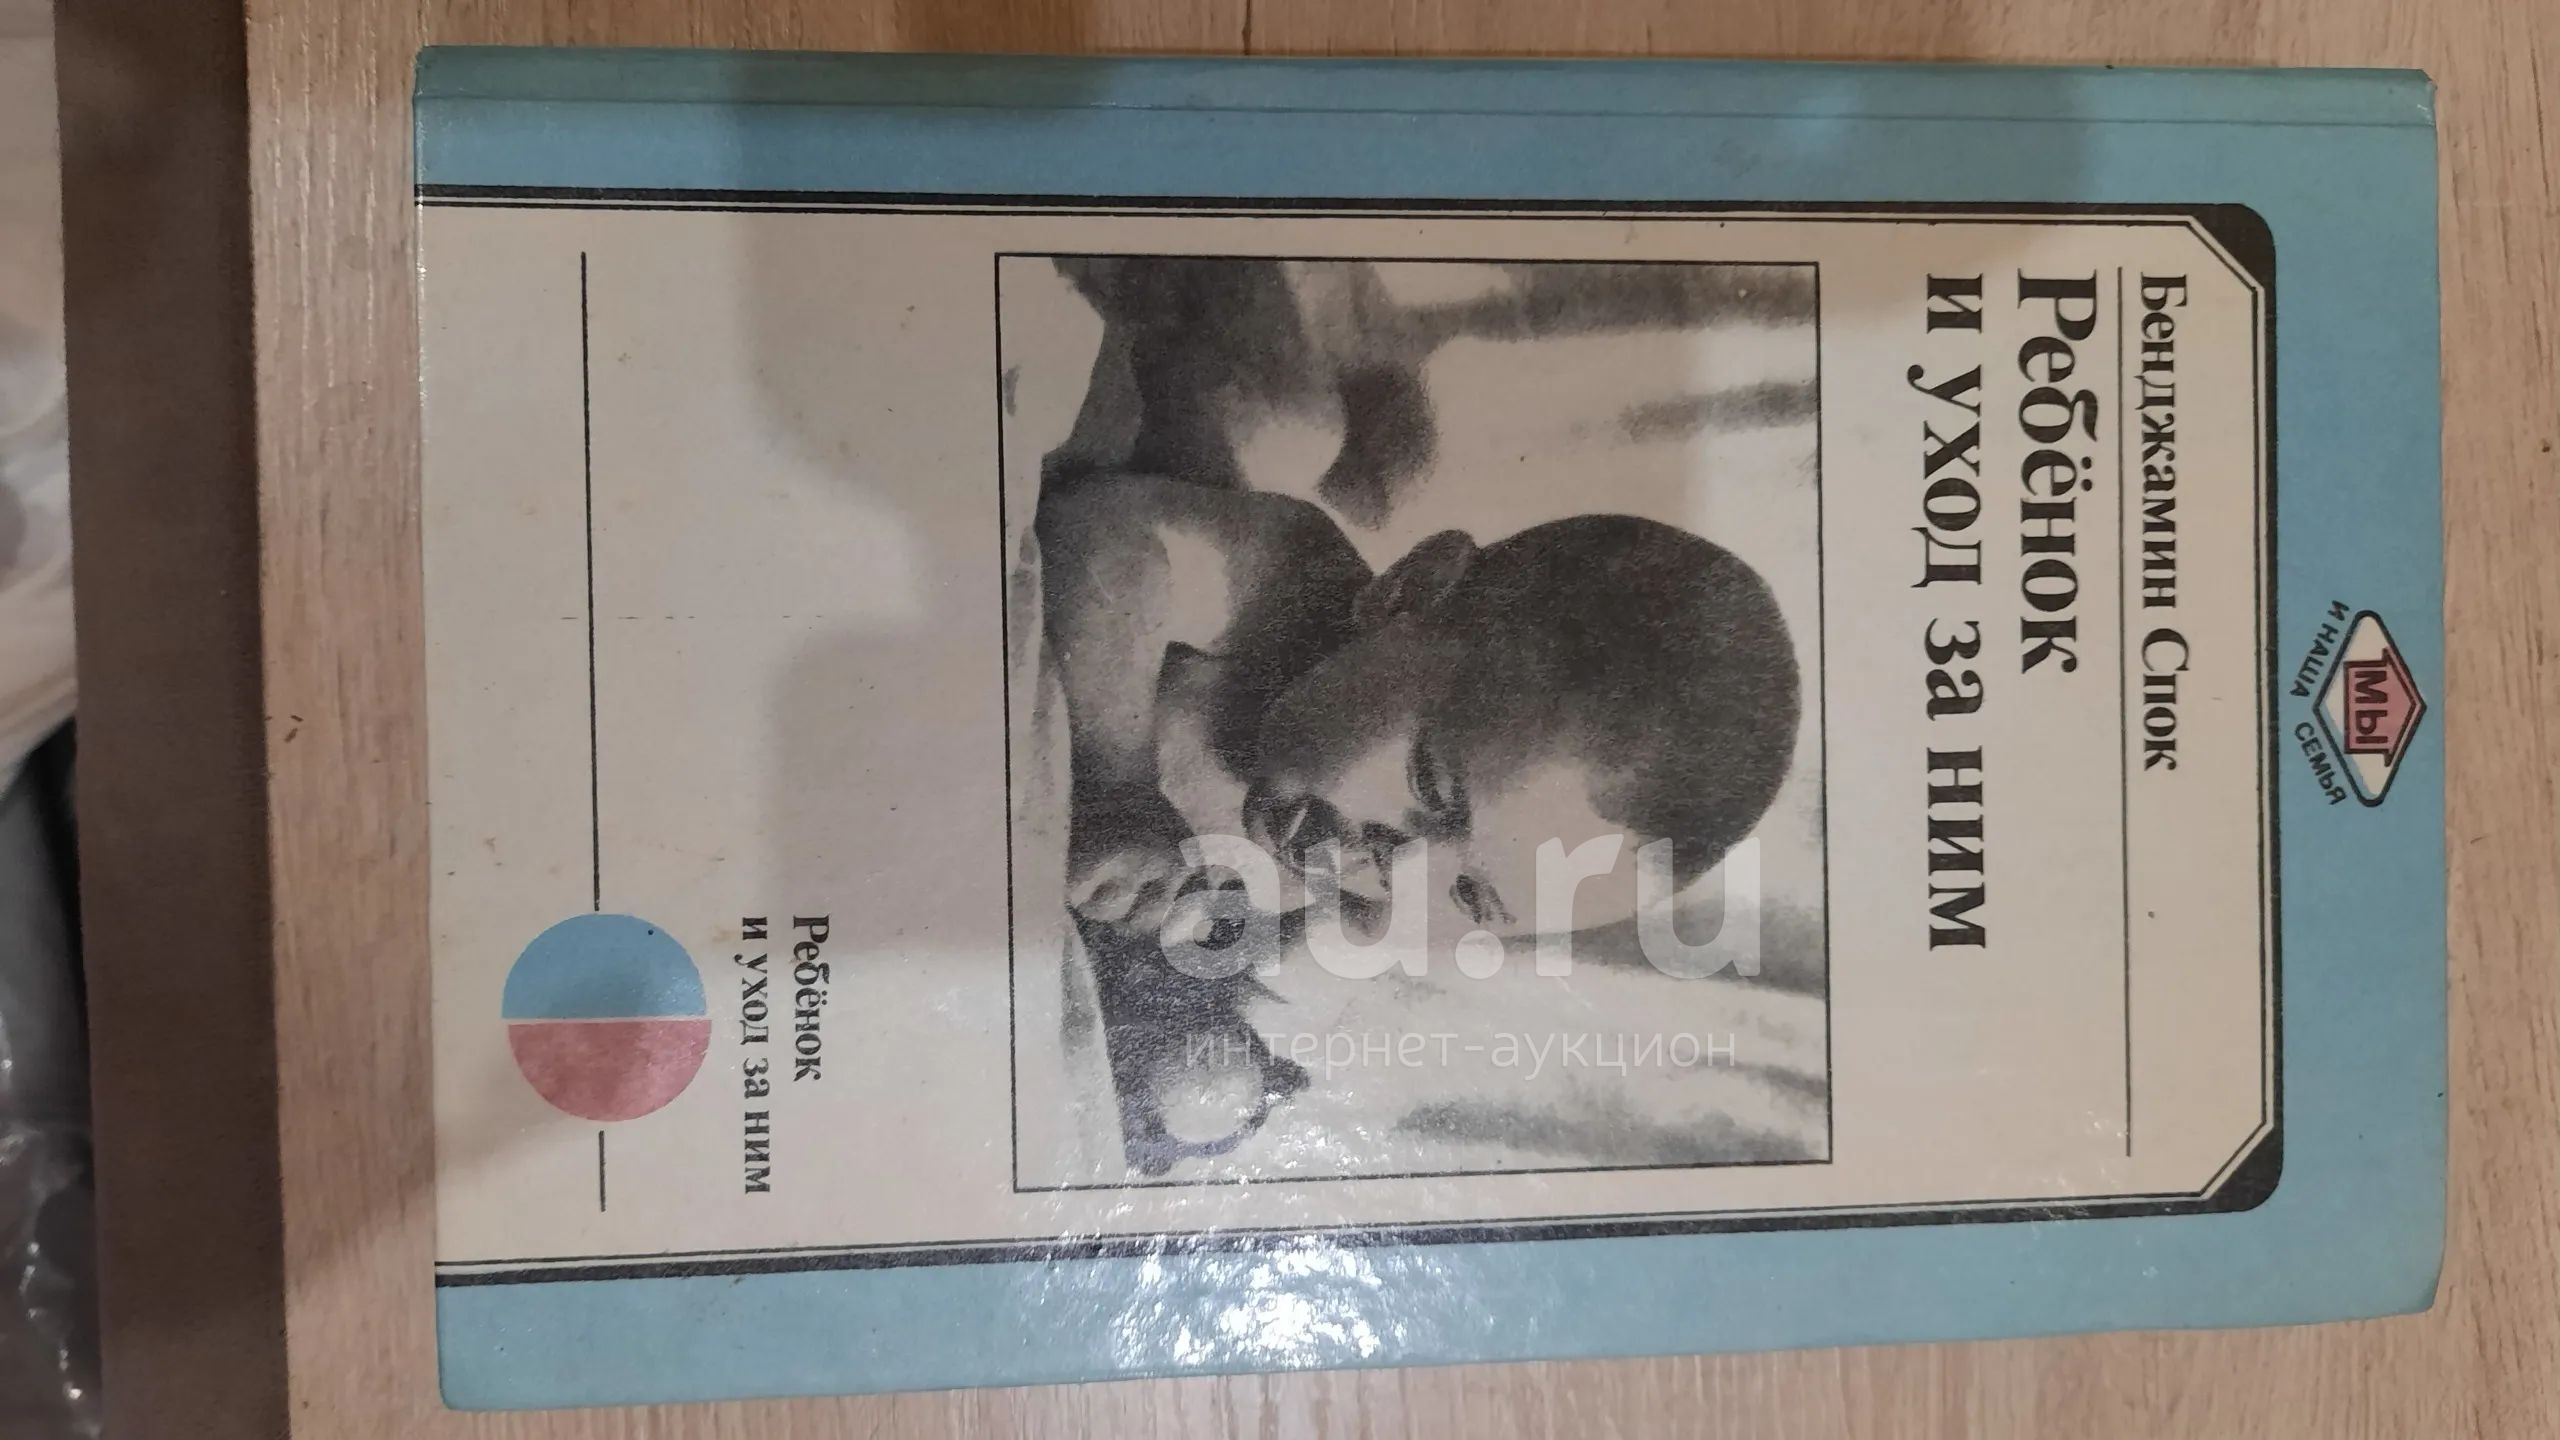 МЫ
И НАША СЕМЬЯ
Бенджамин Спок
Ребёнок
и уход за ним
Ребёнок
и уход за ним
au.ru
интернет-аукцион